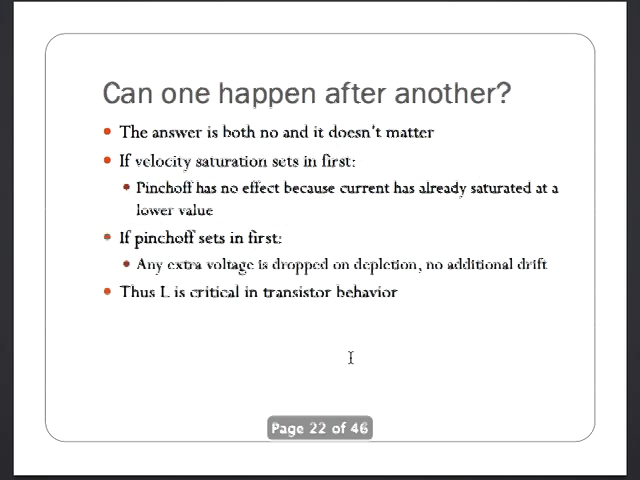 Can one happen after another?
The answer is both no and it doesn't matter
If velocity saturation sets in first:
Pinchoff has no effect because current has already saturated at a
lower value
If pinchoff sets in first:
Any extra voltage is dropped on depletion, no additional drift
Thus L is critical in transistor behavior
Page 22 of 46